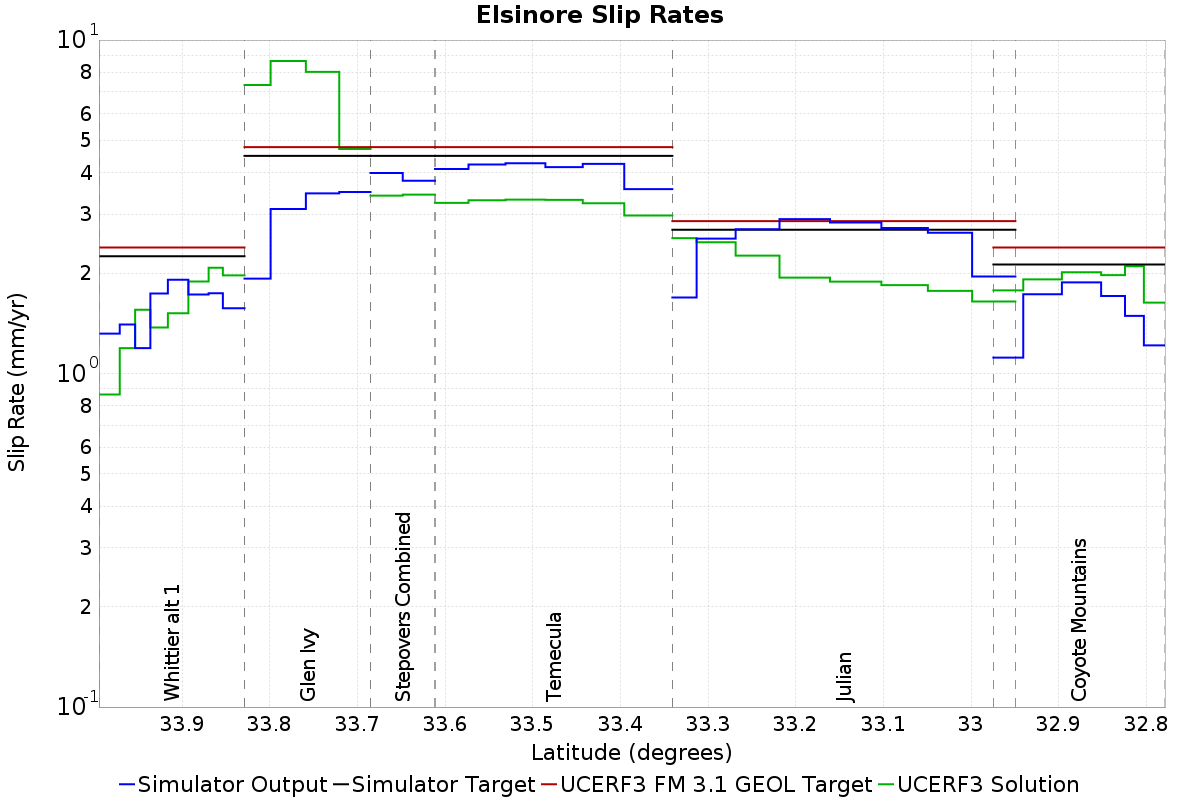 Elsinore Slip Rates
Slip Rate (mm/yr)
10^1
8
6
5
4
3
2
10^0
8
6
5
4
3
2
10^-1
Whittier alt 1
Glen Ivy
Stepovers Combined
Temecula
Julian
Coyote Mountains
33.9 33.8 33.7 33.6 33.5 33.4 33.3 33.2 33.1 33 32.9 32.8
Latitude (degrees)
Simulator Output Simulator Target UCERF3 FM 3.1 GEOL Target UCERF3 Solution